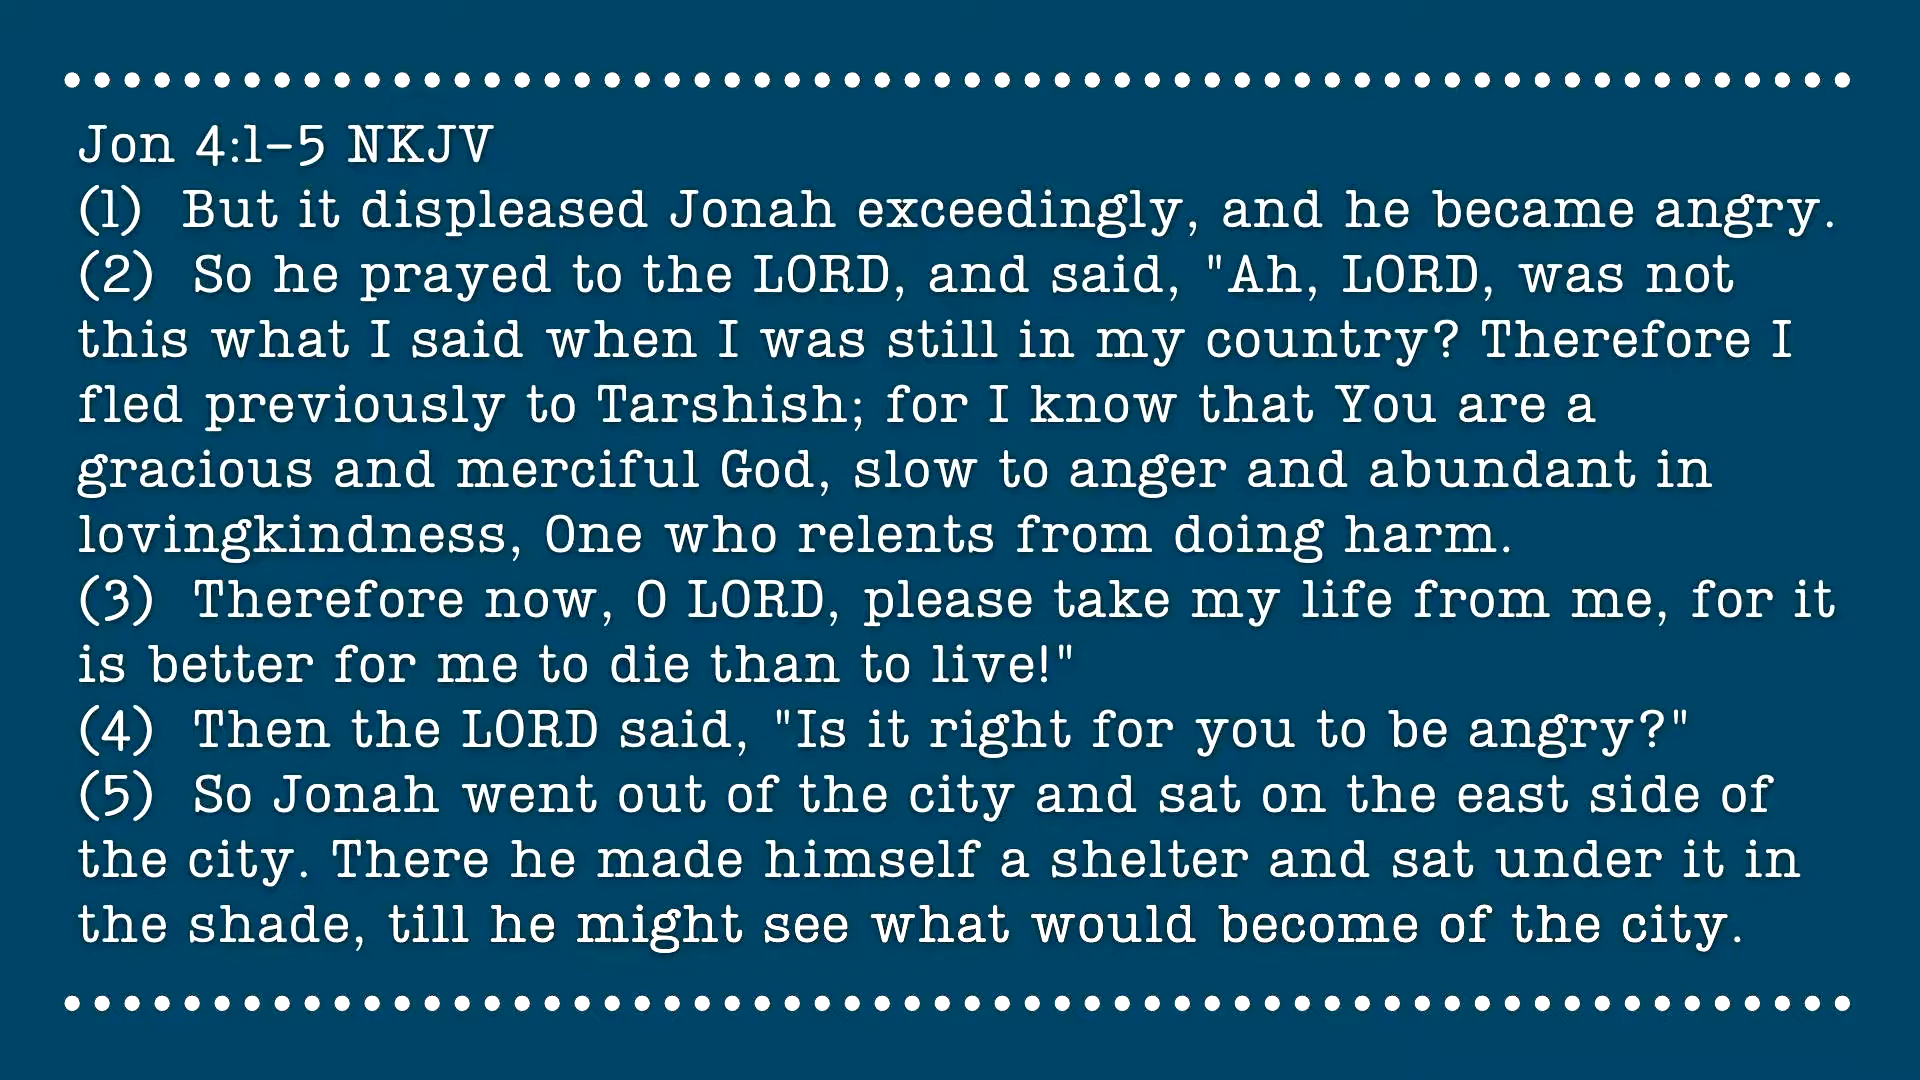 Jon 4:1-5 NKJV
(1)  But it displeased Jonah exceedingly, and he became angry.
(2)  So he prayed to the LORD, and said, "Ah, LORD, was not
this what I said when I was still in my country? Therefore I
fled previously to Tarshish; for I know that You are a
gracious and merciful God, slow to anger and abundant in
lovingkindness, One who relents from doing harm.
(3)  Therefore now, O LORD, please take my life from me, for it
is better for me to die than to live!"
(4)  Then the LORD said, "Is it right for you to be angry?"
(5)  So Jonah went out of the city and sat on the east side of
the city. There he made himself a shelter and sat under it in
the shade, till he might see what would become of the city.